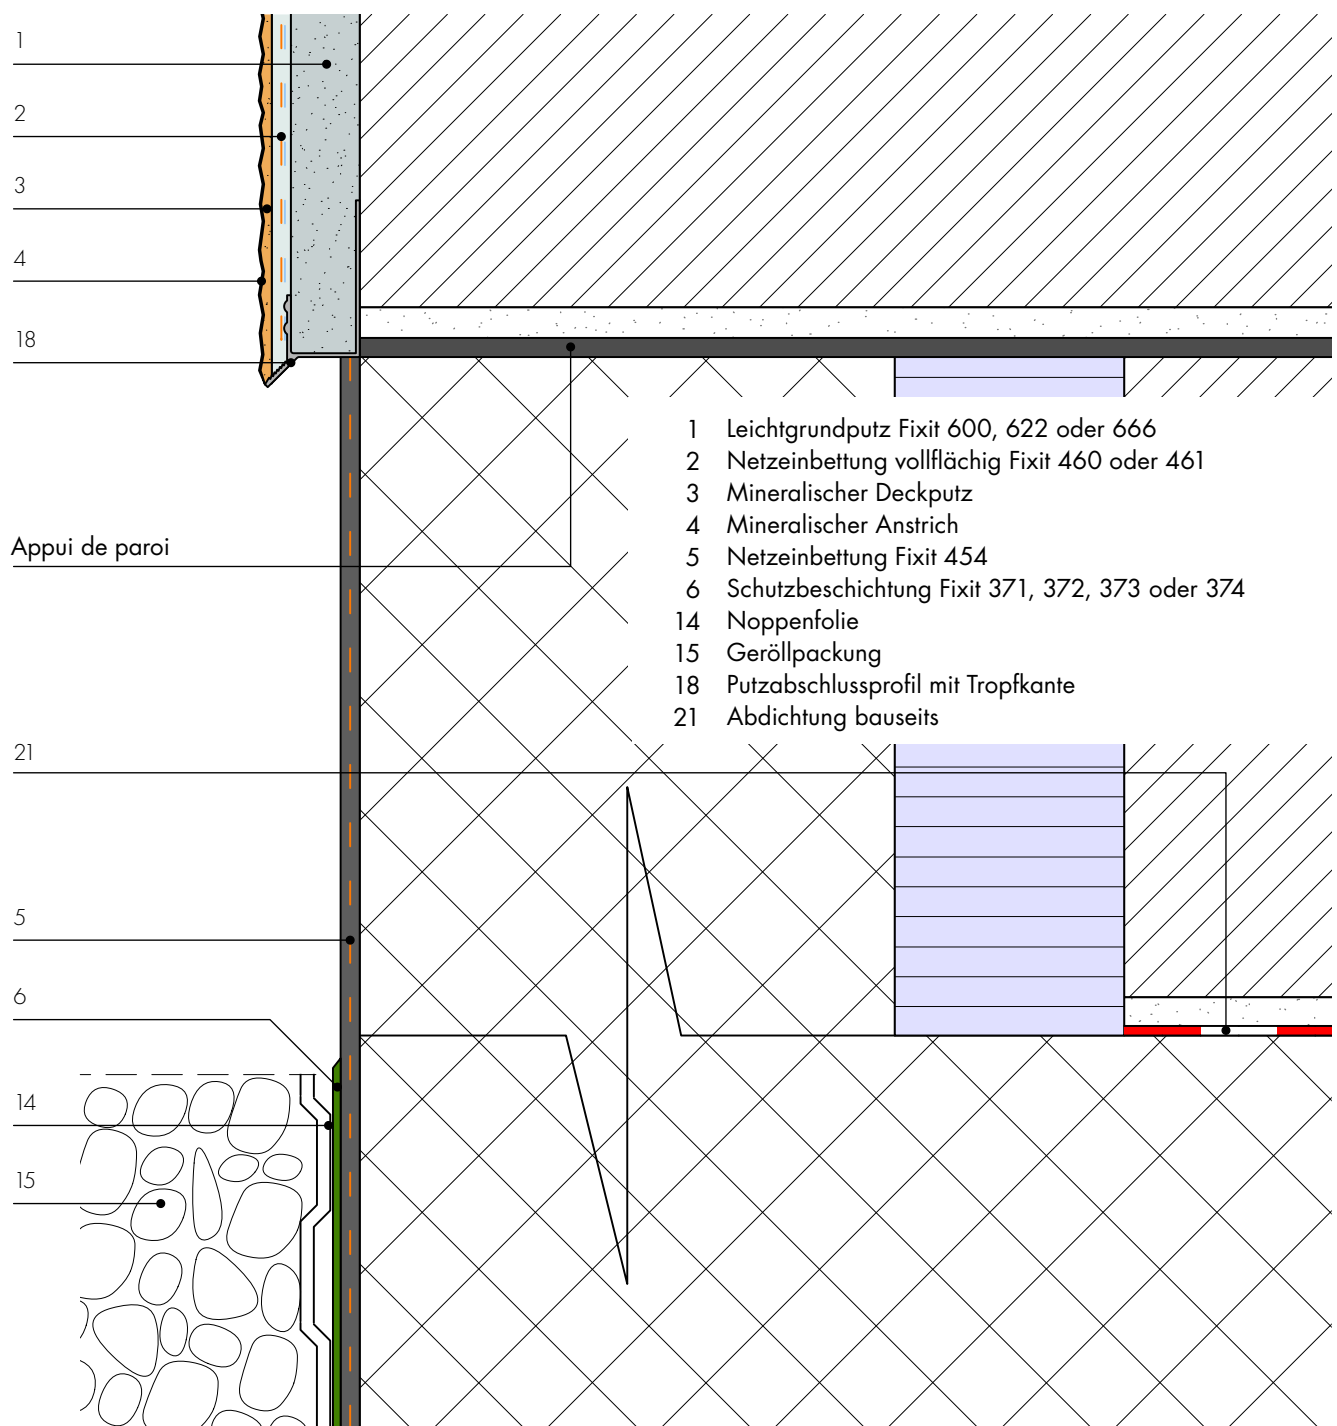 1
2
3
4
18
1 Leichtgrundputz Fixit 600, 622 oder 666
2 Netzeinbettung vollflächig Fixit 460 oder 461
3 Mineralischer Deckputz
4 Mineralischer Anstrich
5 Netzeinbettung Fixit 454
6 Schutzbeschichtung Fixit 371, 372, 373 oder 374
14 Noppenfolie
15 Geröllpackung
18 Putzabschlussprofil mit Tropfkante
21 Abdichtung bauseits
Appui de paroi
21
5
6
14
15